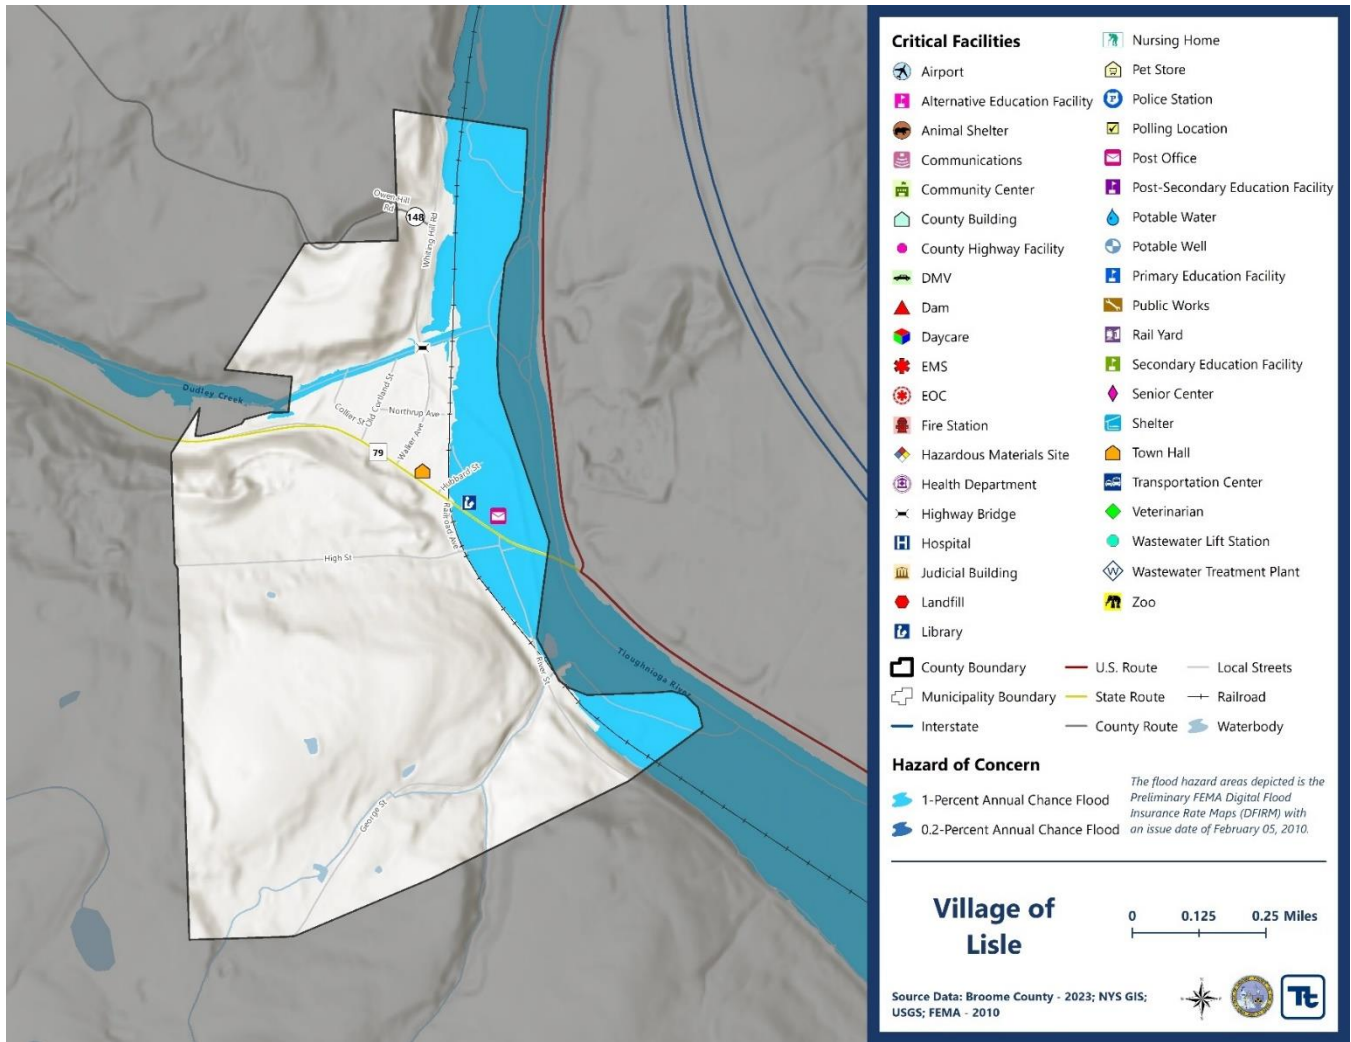 Owen Hill
Rd
148
Whiting Hill Rd
Dudley Creek
Collier St
Old Cortland St
Northrup Ave
Walker Ave
79
Hubbard St
Railroad Ave
High St
River St
Tioughnioga River
George St
Critical Facilities
Airport
Alternative Education Facility
Animal Shelter
Communications
Community Center
County Building
County Highway Facility
DMV
Dam
Daycare
EMS
EOC
Fire Station
Hazardous Materials Site
Health Department
Highway Bridge
Hospital
Judicial Building
Landfill
Library
Nursing Home
Pet Store
Police Station
Polling Location
Post Office
Post-Secondary Education Facility
Potable Water
Potable Well
Primary Education Facility
Public Works
Rail Yard
Secondary Education Facility
Senior Center
Shelter
Town Hall
Transportation Center
Veterinarian
Wastewater Lift Station
Wastewater Treatment Plant
Zoo
County Boundary
U.S. Route
Local Streets
Municipality Boundary
State Route
Railroad
Interstate
County Route
Waterbody
Hazard of Concern
1-Percent Annual Chance Flood
0.2-Percent Annual Chance Flood
The flood hazard areas depicted is the
Preliminary FEMA Digital Flood
Insurance Rate Maps (DFIRM) with
an issue date of February 05, 2010.
Village of
Lisle
0 0.125 0.25 Miles
Source Data: Broome County - 2023; NYS GIS;
USGS; FEMA - 2010
Tt